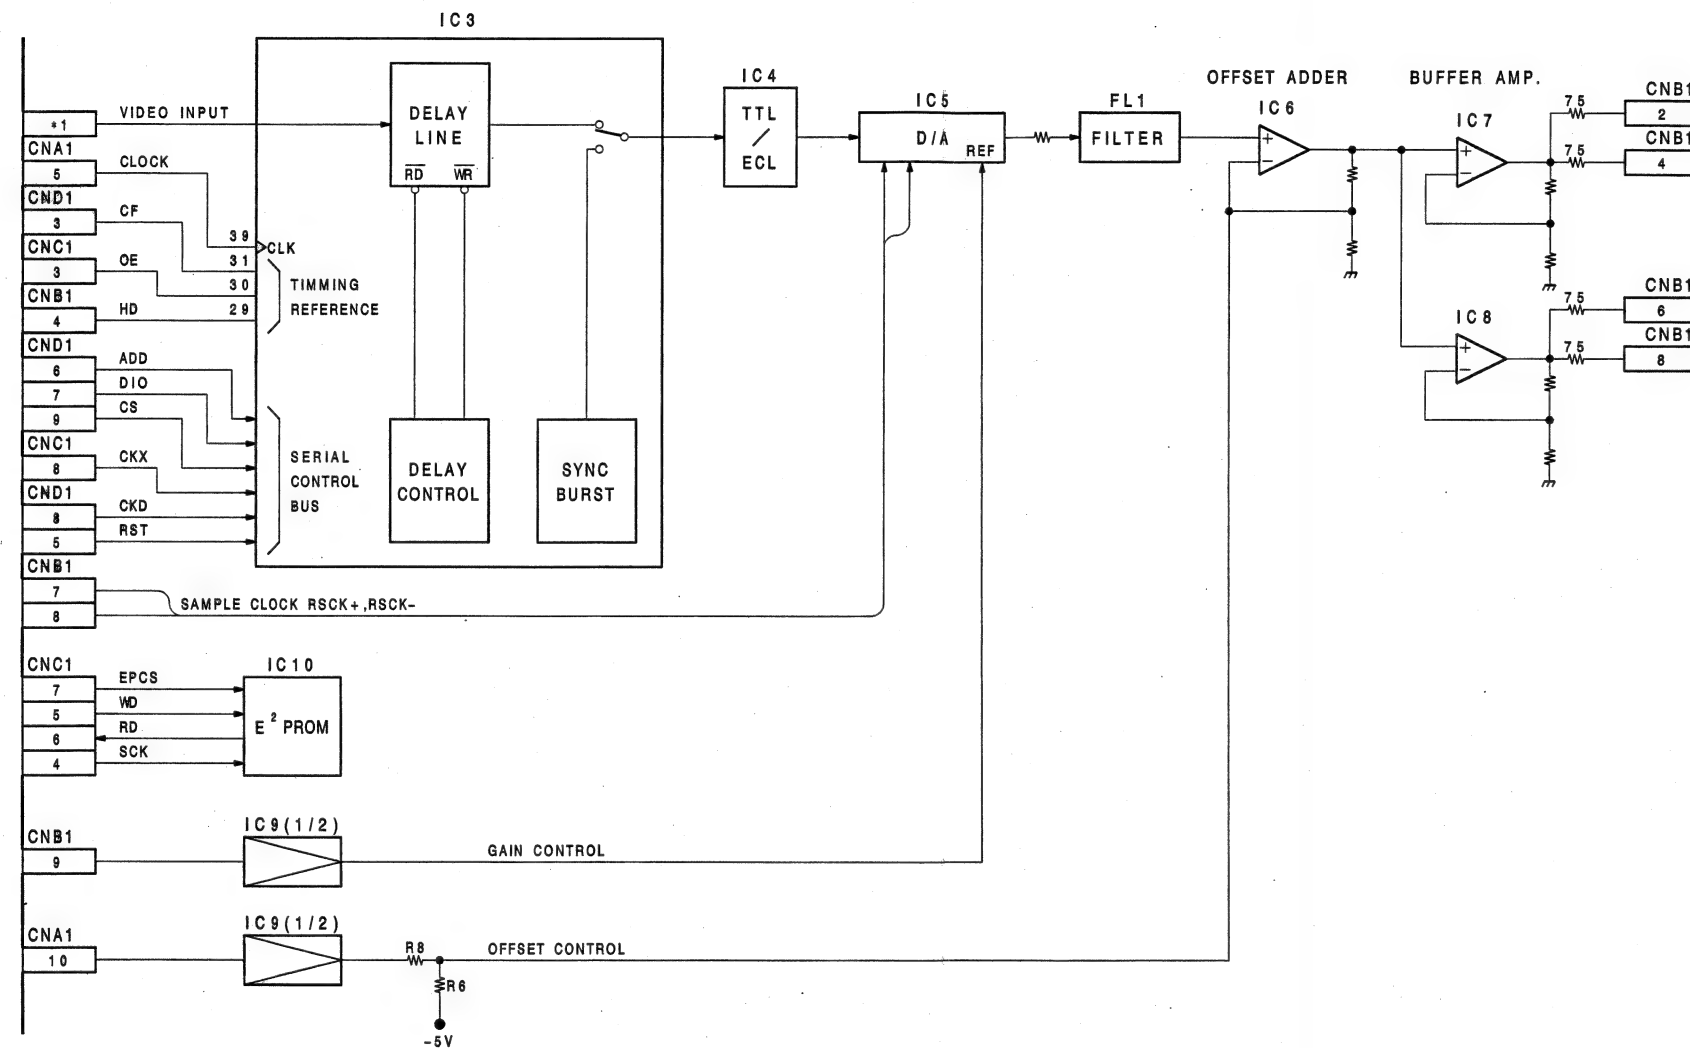 IC3
*1
VIDEO INPUT
CNA1
5
CLOCK
CND1
3
CF
CNC1
3
OE
CNB1
4
HD
CND1
6
ADD
7
DIO
9
CS
CNC1
8
CKX
CND1
8
CKD
5
RST
CNB1
7
8
SAMPLE CLOCK RSCK+,RSCK-
39
CLK
31
30
29
TIMMING
REFERENCE
SERIAL
CONTROL
BUS
DELAY
LINE
RD WR
DELAY
CONTROL
SYNC
BURST
IC4
TTL
/
ECL
IC5
D/A
REF
FL1
FILTER
OFFSET ADDER
IC6
+
-
BUFFER AMP.
IC7
+
-
75
CNB1
2
75
CNB1
4
IC8
+
-
75
CNB1
6
75
CNB1
8
CNC1
7
EPCS
5
WD
6
RD
4
SCK
IC10
E2 PROM
CNB1
9
IC9(1/2)
GAIN CONTROL
CNA1
10
IC9(1/2)
R8
OFFSET CONTROL
R6
-5V